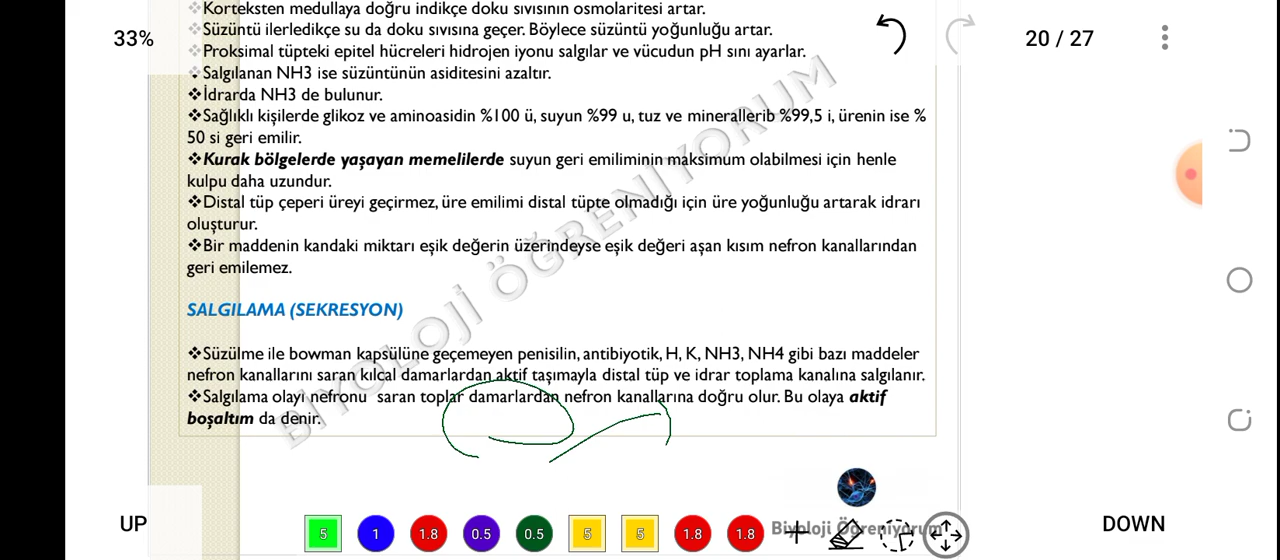 ❖Korteksten medullaya doğru indikçe doku sıvısının osmolaritesi artar.
❖Süzüntü ilerledikçe su da doku sıvısına geçer. Böylece süzüntü yoğunluğu artar.
33%
20 / 27
❖Proksimal tüpteki epitel hücreleri hidrojen iyonu salgılar ve vücudun pH sını ayarlar.
❖Salgılanan NH3 ise süzüntünün asiditesini azaltır.
❖İdrarda NH3 de bulunur.
❖Sağlıklı kişilerde glikoz ve aminoasidin %100 ü, suyun %99 u, tuz ve minerallerib %99,5 i, ürenin ise %
50 si geri emilir.
❖Kurak bölgelerde yaşayan memelilerde suyun geri emiliminin maksimum olabilmesi için henle
kulpu daha uzundur.
❖Distal tüp çeperi üreyi geçirmez, üre emilimi distal tüpte olmadığı için üre yoğunluğu artarak idrarı
oluşturur.
❖Bir maddenin kandaki miktarı eşik değerin üzerindeyse eşik değeri aşan kısım nefron kanallarından
geri emilemez.
SALGILAMA (SEKRESYON)
❖Süzülme ile bowman kapsülüne geçemeyen penisilin, antibiyotik, H, K, NH3, NH4 gibi bazı maddeler
nefron kanallarını saran kılcal damarlardan aktif taşımayla distal tüp ve idrar toplama kanalına salgılanır.
❖Salgılama olayı nefronu saran toplar damarlardan nefron kanallarına doğru olur. Bu olaya aktif
boşaltım da denir.
BİYOLOJİ ÖĞRENİYORUM
UP
5
1
1.8
0.5
0.5
5
5
1.8
1.8
Biyoloji Öğreniyorum
DOWN